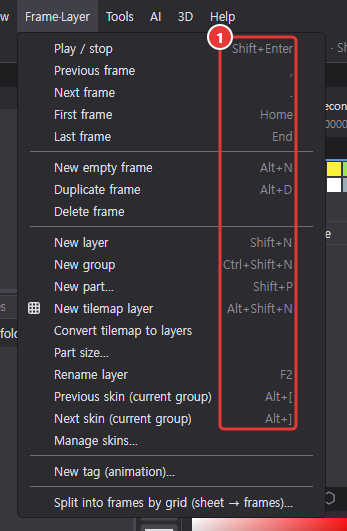 Frame-Layer Tools AI 3D Help
1
Play / stop Shift+Enter
Previous frame ,
Next frame .
First frame Home
Last frame End
New empty frame Alt+N
Duplicate frame Alt+D
Delete frame
New layer Shift+N
New group Ctrl+Shift+N
New part... Shift+P
New tilemap layer Alt+Shift+N
Convert tilemap to layers
Part size...
Rename layer F2
Previous skin (current group) Alt+[
Next skin (current group) Alt+]
Manage skins...
New tag (animation)...
Split into frames by grid (sheet → frames)...